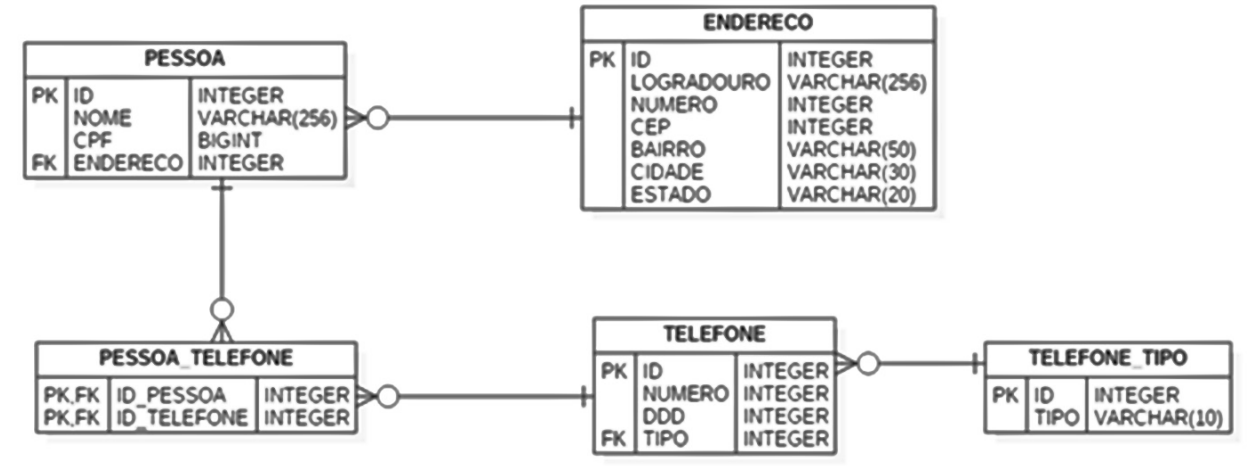 PESSOA
PK ID INTEGER
NOME VARCHAR(256)
CPF BIGINT
FK ENDERECO INTEGER
ENDERECO
PK ID INTEGER
LOGRADOURO VARCHAR(256)
NUMERO INTEGER
CEP INTEGER
BAIRRO VARCHAR(50)
CIDADE VARCHAR(30)
ESTADO VARCHAR(20)
PESSOA_TELEFONE
PK.FK ID_PESSOA INTEGER
PK.FK ID_TELEFONE INTEGER
TELEFONE
PK ID INTEGER
NUMERO INTEGER
DDD INTEGER
FK TIPO INTEGER
TELEFONE_TIPO
PK ID INTEGER
TIPO VARCHAR(10)